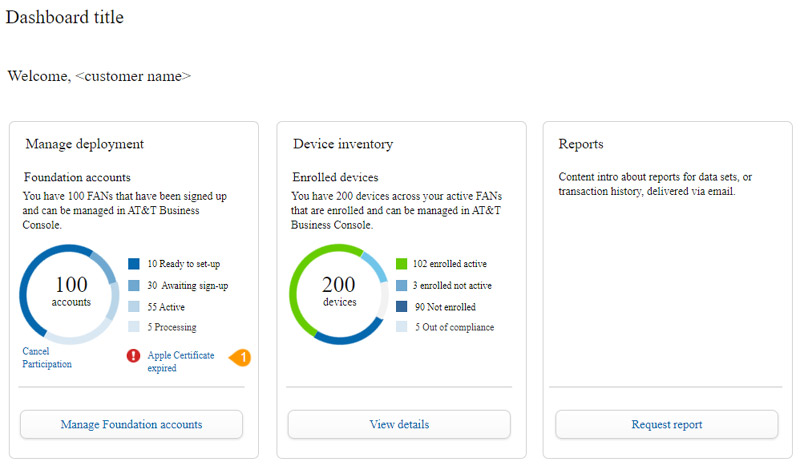 Dashboard title
Welcome, <customer name>
Manage deployment
Foundation accounts
You have 100 FANs that have been signed up
and can be managed in AT&T Business
Console.
100
accounts
10 Ready to set-up
30 Awaiting sign-up
55 Active
5 Processing
Cancel
Participation
Apple Certificate
expired
1
Manage Foundation accounts
Device inventory
Enrolled devices
You have 200 devices across your active FANs
that are enrolled and can be managed in AT&T
Business Console.
200
devices
102 enrolled active
3 enrolled not active
90 Not enrolled
5 Out of compliance
View details
Reports
Content intro about reports for data sets, or
transaction history, delivered via email.
Request report